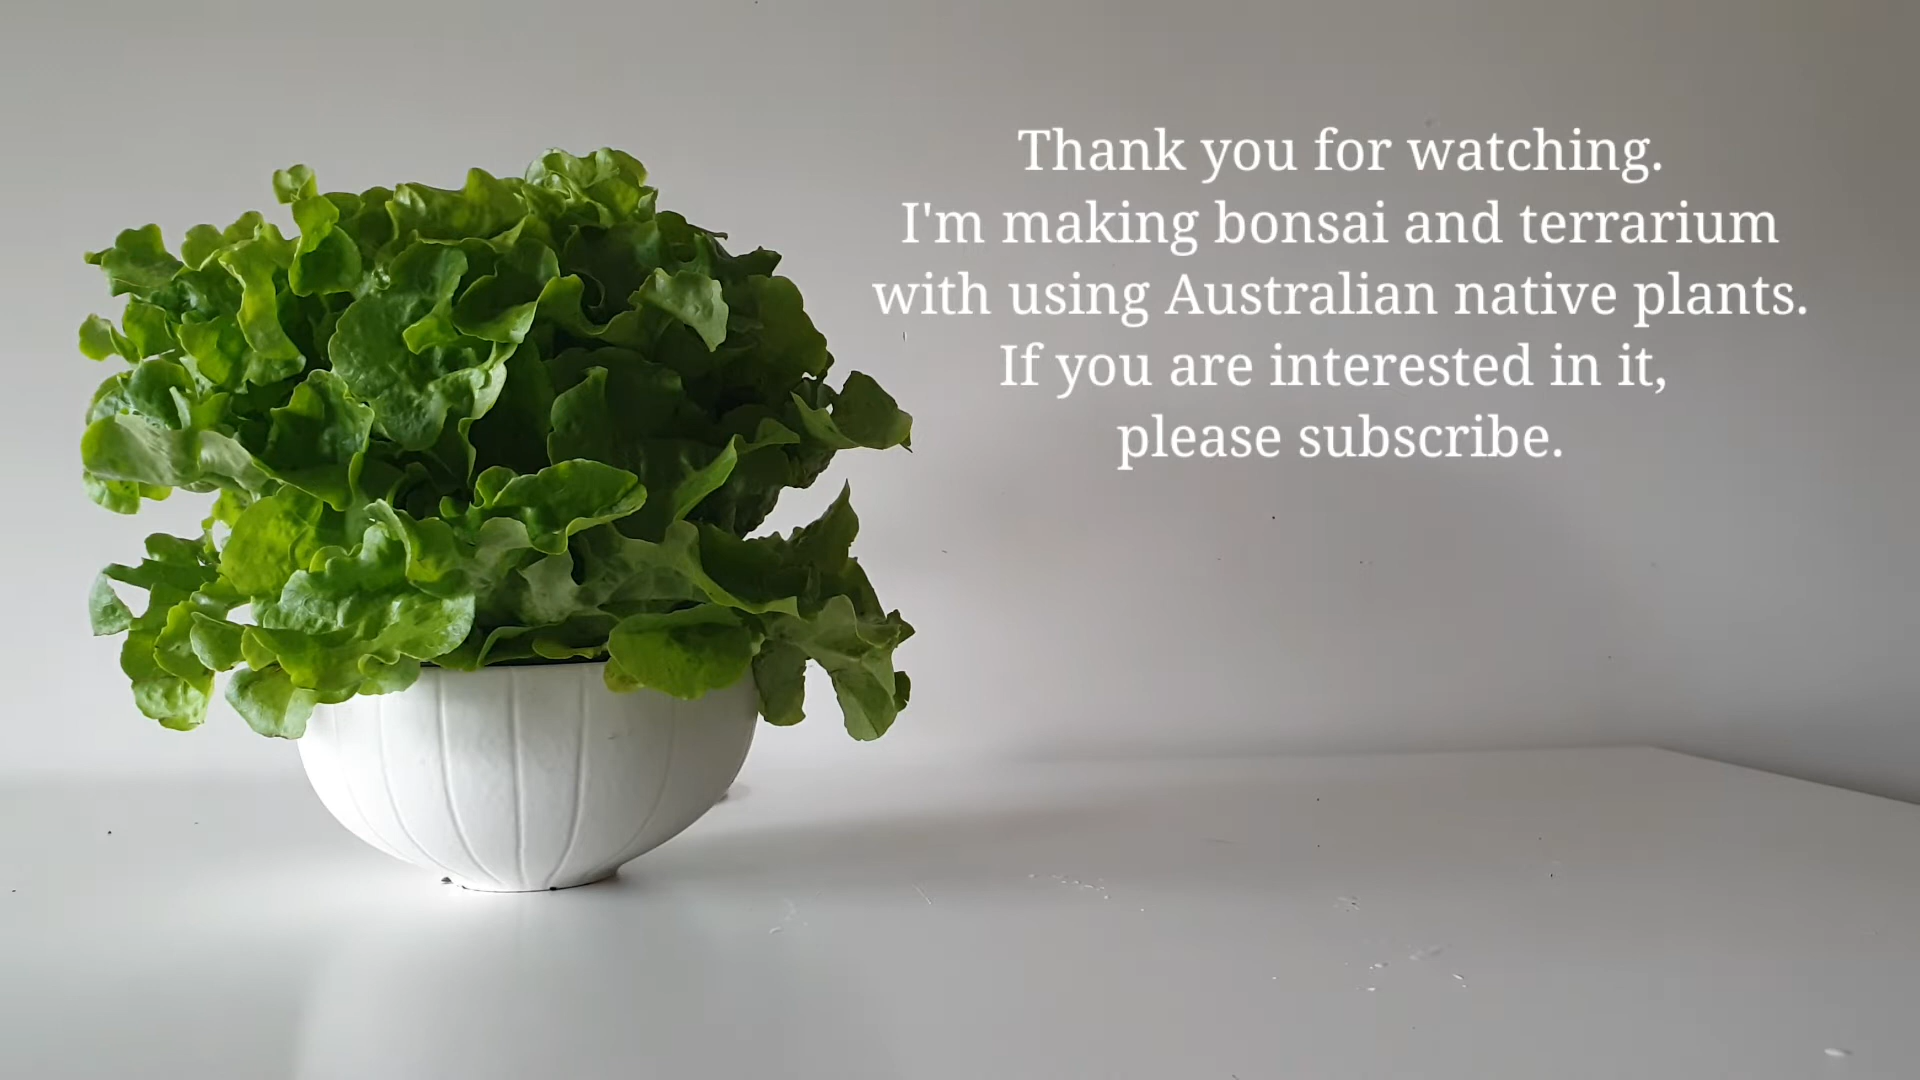 Thank you for watching.
I'm making bonsai and terrarium
with using Australian native plants.
If you are interested in it,
please subscribe.